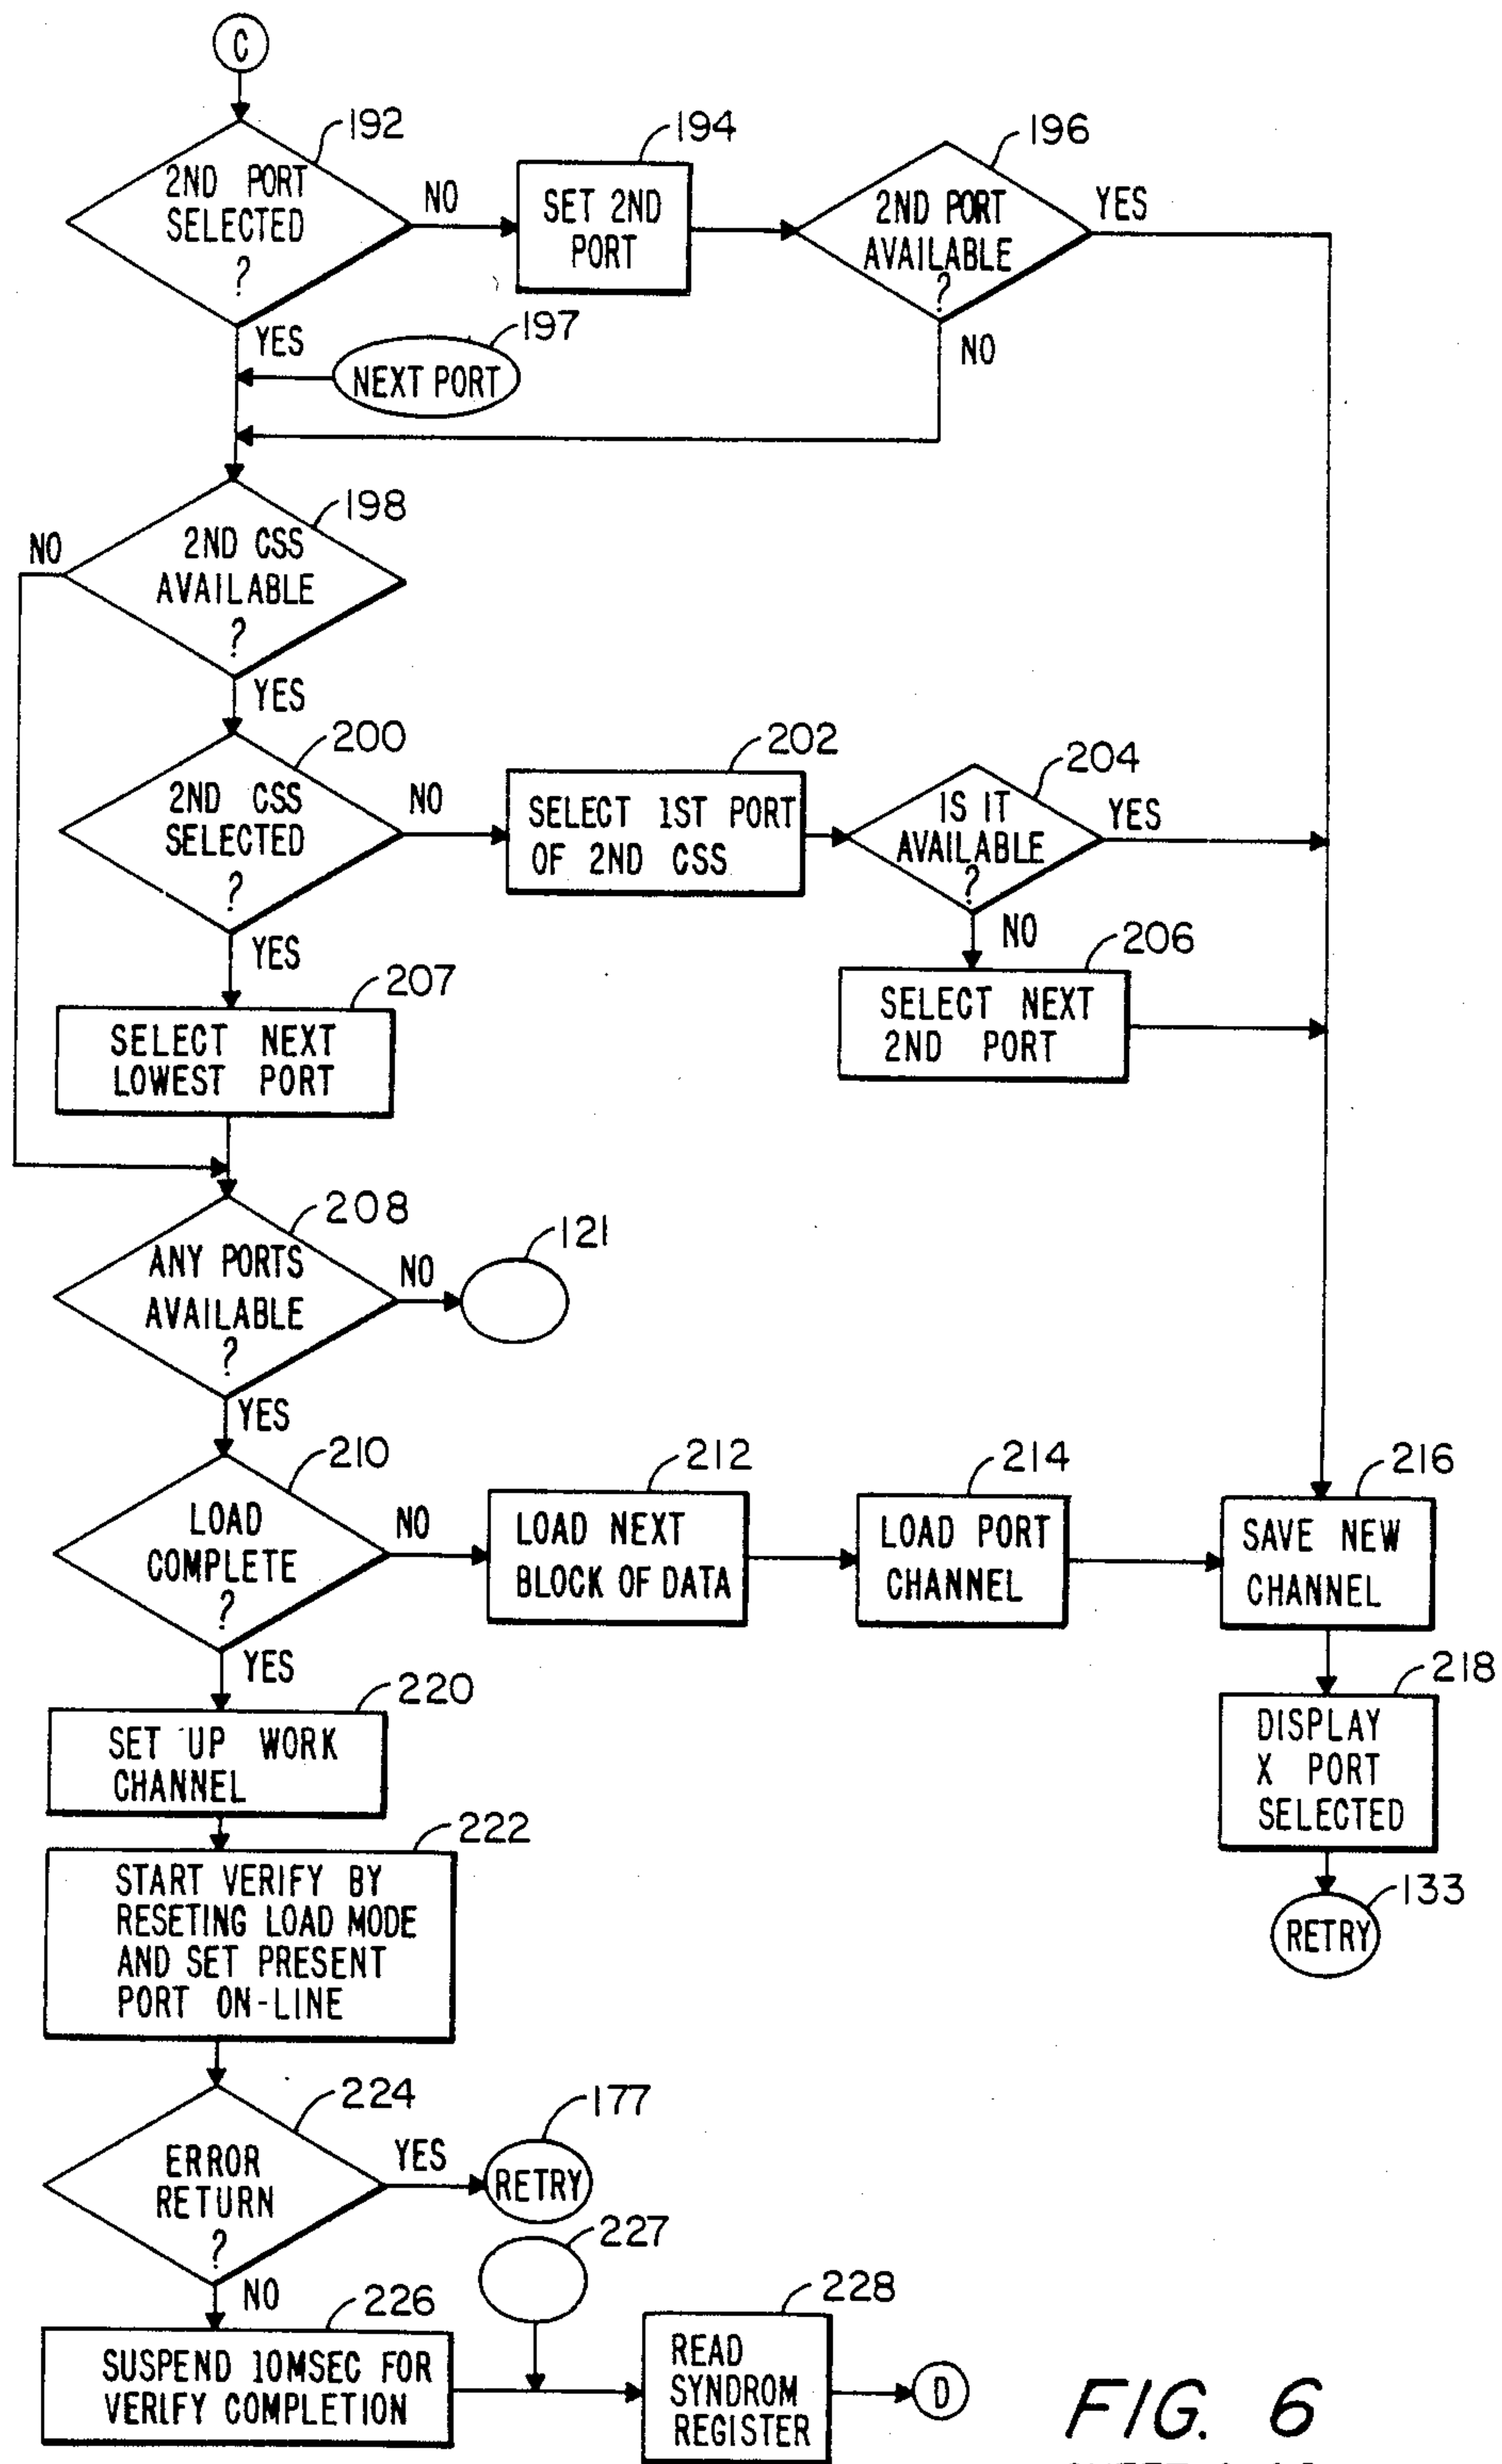 C
192
2ND PORT
SELECTED
?
NO
YES
194
SET 2ND
PORT
196
2ND PORT
AVAILABLE
?
YES
NO
197
NEXT PORT
198
2ND CSS
AVAILABLE
?
NO
YES
200
2ND CSS
SELECTED
?
NO
YES
202
SELECT 1ST PORT
OF 2ND CSS
204
IS IT
AVAILABLE
?
YES
NO
206
SELECT NEXT
2ND PORT
207
SELECT NEXT
LOWEST PORT
208
ANY PORTS
AVAILABLE
?
NO
YES
121
210
LOAD
COMPLETE
?
NO
YES
212
LOAD NEXT
BLOCK OF DATA
214
LOAD PORT
CHANNEL
216
SAVE NEW
CHANNEL
218
DISPLAY
X PORT
SELECTED
133
RETRY
220
SET UP WORK
CHANNEL
222
START VERIFY BY
RESETING LOAD MODE
AND SET PRESENT
PORT ON-LINE
224
ERROR
RETURN
?
YES
NO
177
RETRY
227
226
SUSPEND 10MSEC FOR
VERIFY COMPLETION
228
READ
SYNDROM
REGISTER
D
FIG. 6